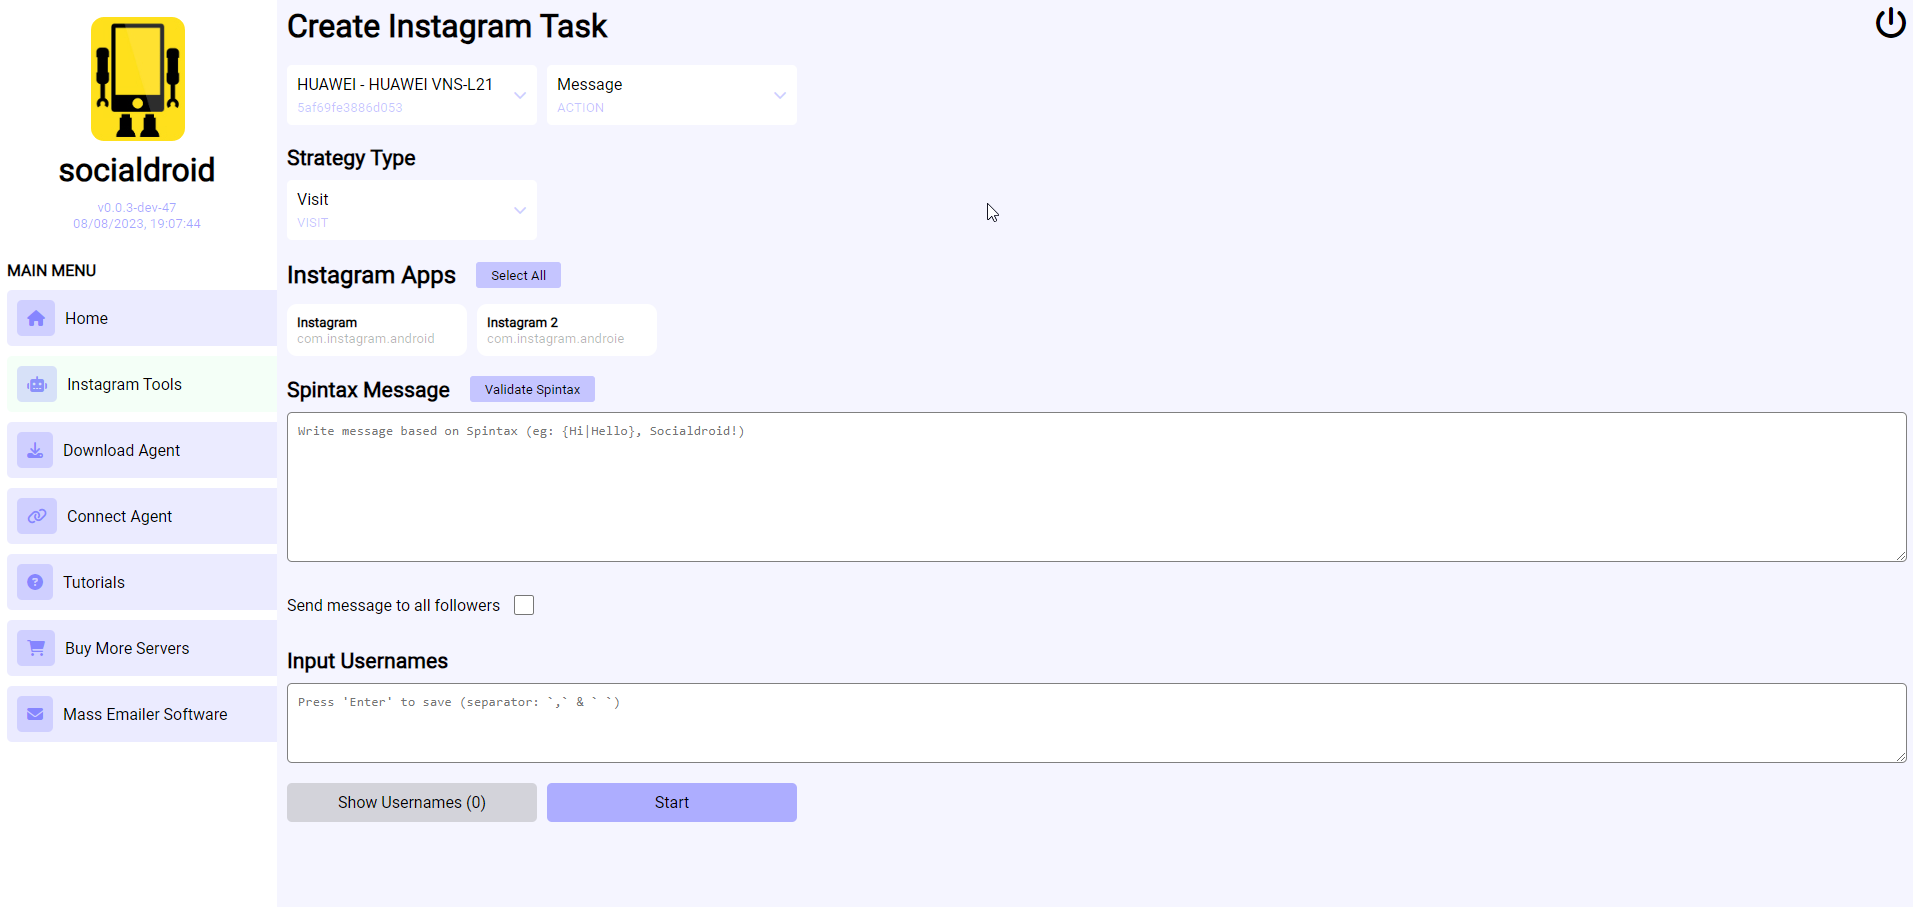 socialdroid
v0.0.3-dev-47
08/08/2023, 19:07:44
MAIN MENU
Home
Instagram Tools
Download Agent
Connect Agent
Tutorials
Buy More Servers
Mass Emailer Software
Create Instagram Task
HUAWEI - HUAWEI VNS-L21
5af69fe3886d053
Message
ACTION
Strategy Type
Visit
VISIT
Instagram Apps
Select All
Instagram
com.instagram.android
Instagram 2
com.instagram.androie
Spintax Message
Validate Spintax
Write message based on Spintax (eg: {Hi|Hello}, Socialdroid!)
Send message to all followers
Input Usernames
Press 'Enter' to save (separator: `,` & ` `)
Show Usernames (0)
Start